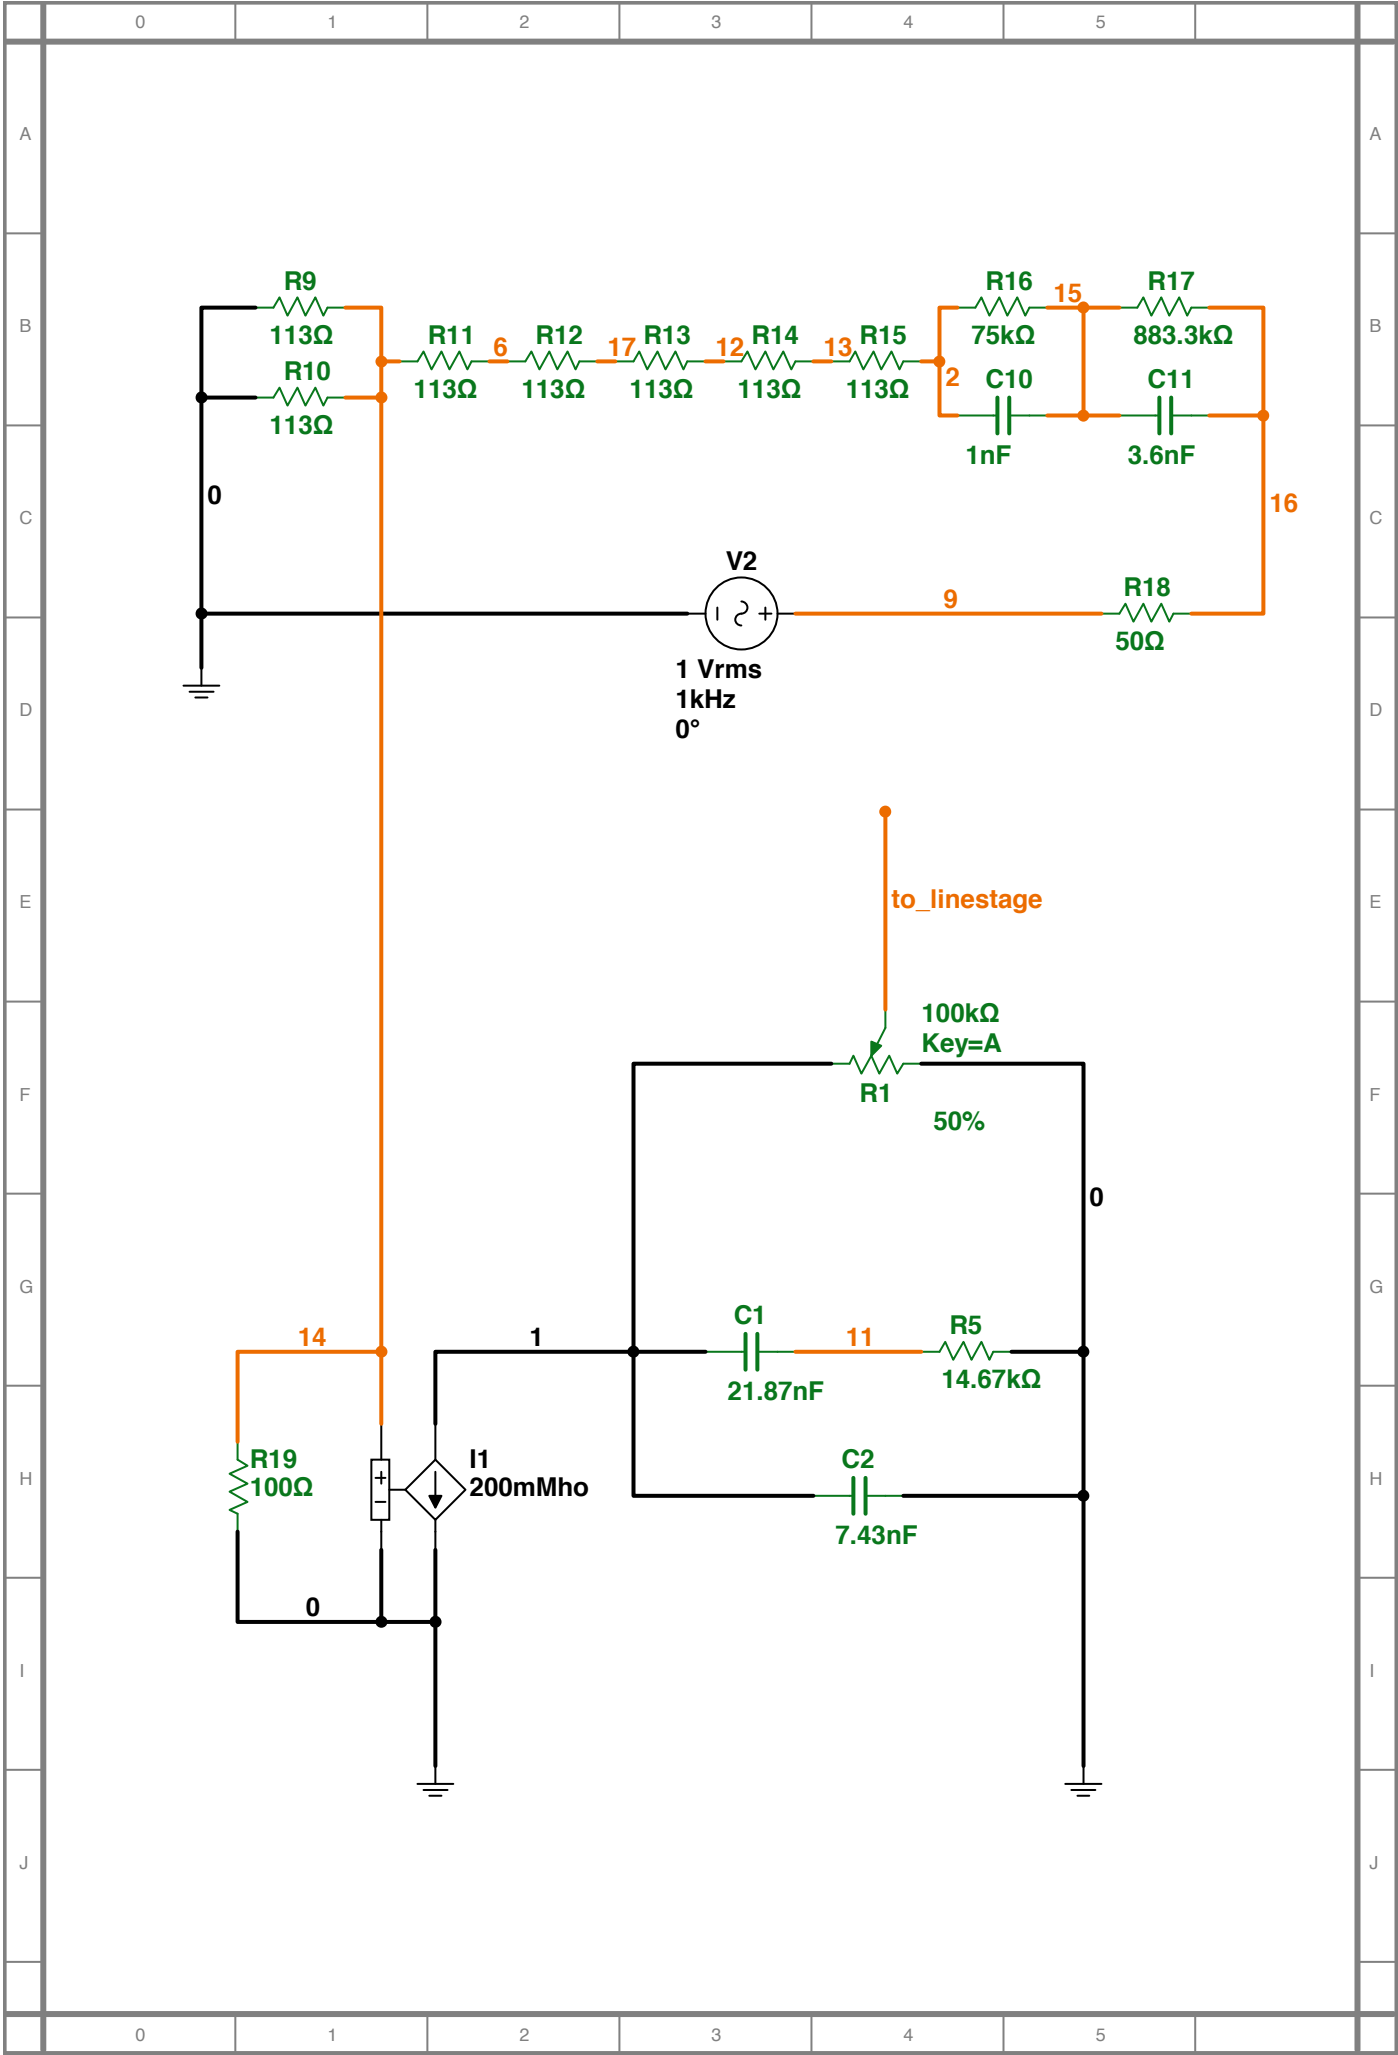 0 1 2 3 4 5
A A
B B
C C
D D
E E
F F
G G
H H
I I
J J
R9
113Ω
R10
113Ω
R11
113Ω
6
R12
113Ω
17
R13
113Ω
12
R14
113Ω
13
R15
113Ω
2
R16
75kΩ
15
R17
883.3kΩ
C10
1nF
C11
3.6nF
0
16
V2
1 Vrms
1kHz
0°
9
R18
50Ω
to_linestage
100kΩ
Key=A
R1
50%
0
14
1
C1
21.87nF
11
R5
14.67kΩ
R19
100Ω
+
−
I1
200mMho
C2
7.43nF
0
0 1 2 3 4 5